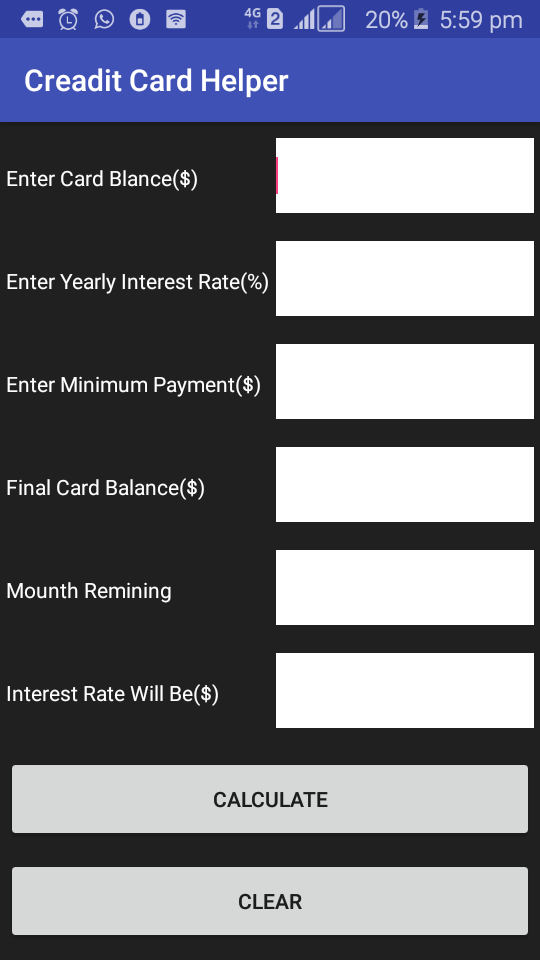 4G 2 20% 5:59 pm
Creadit Card Helper
Enter Card Blance($)
Enter Yearly Interest Rate(%)
Enter Minimum Payment($)
Final Card Balance($)
Mounth Remining
Interest Rate Will Be($)
CALCULATE
CLEAR